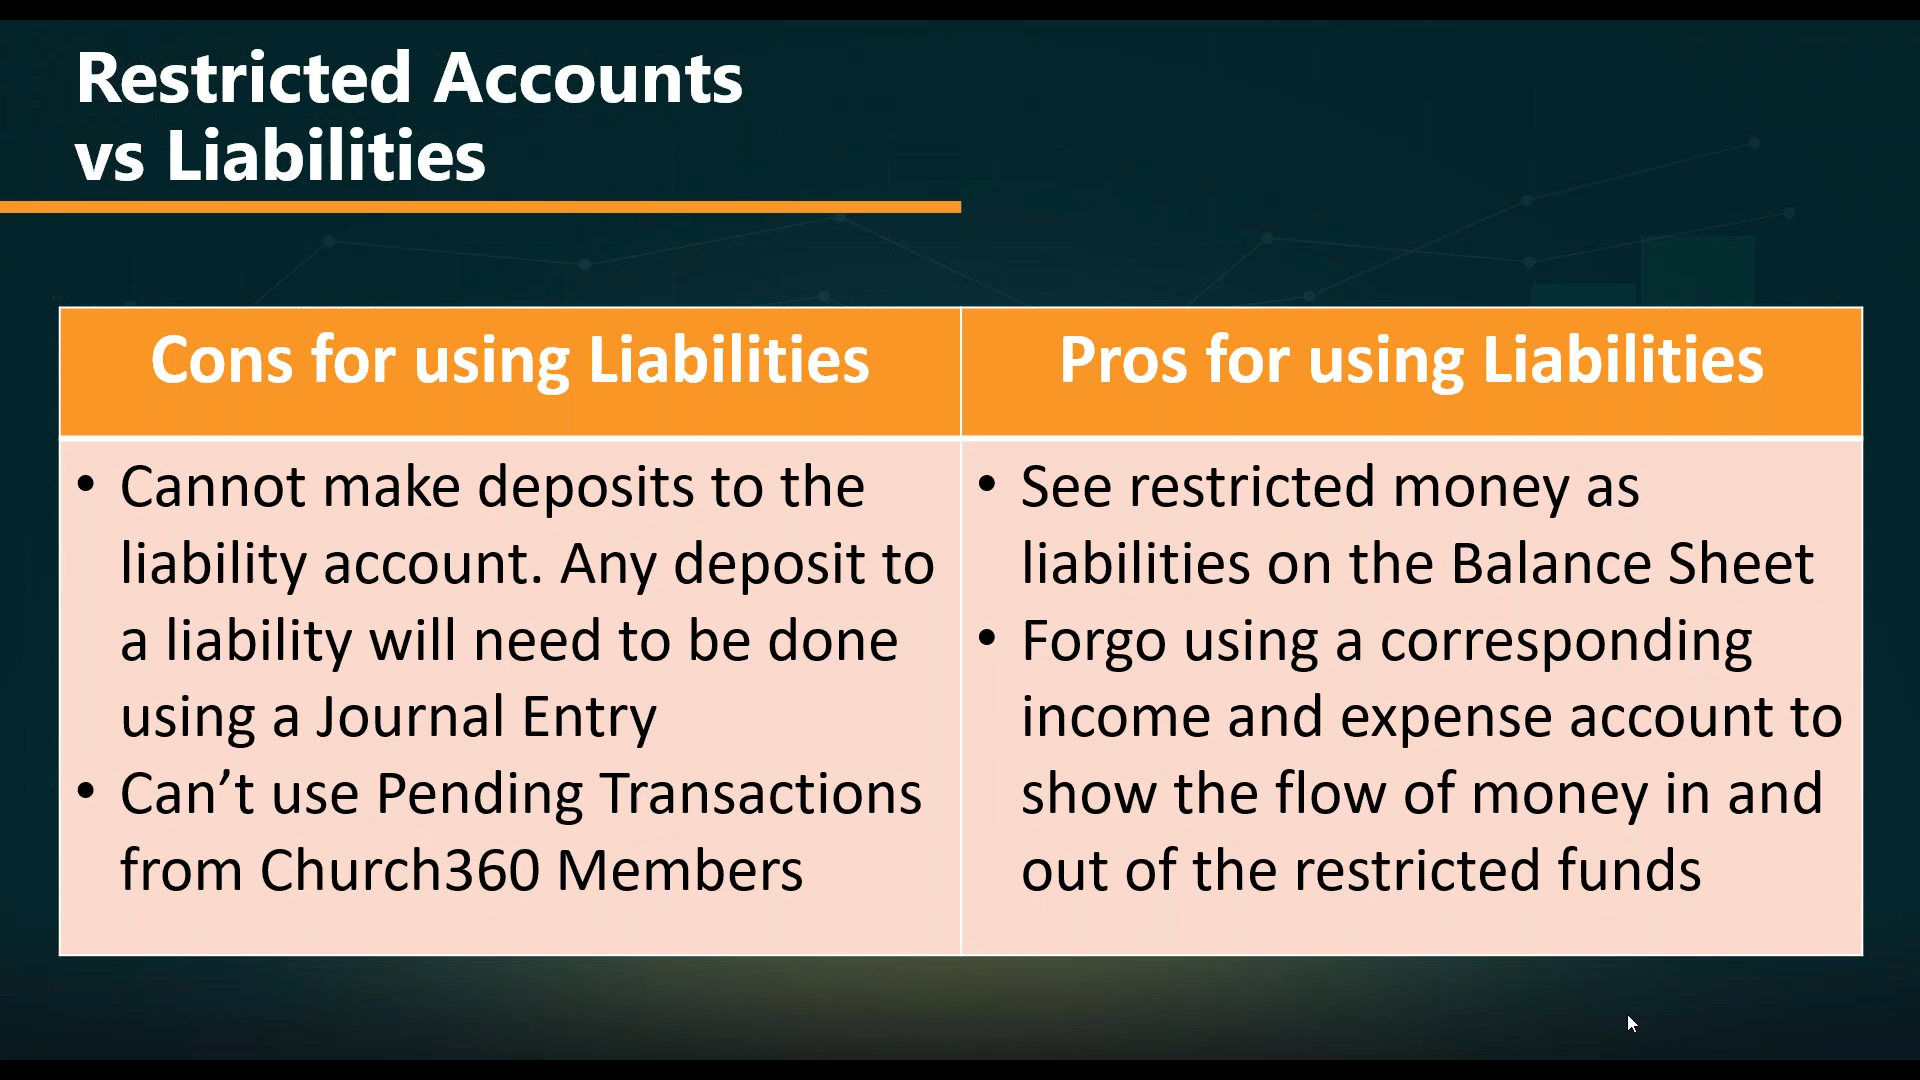 Restricted Accounts
vs Liabilities
Cons for using Liabilities
Pros for using Liabilities
• Cannot make deposits to the
liability account. Any deposit to
a liability will need to be done
using a Journal Entry
• Can’t use Pending Transactions
from Church360 Members
• See restricted money as
liabilities on the Balance Sheet
• Forgo using a corresponding
income and expense account to
show the flow of money in and
out of the restricted funds